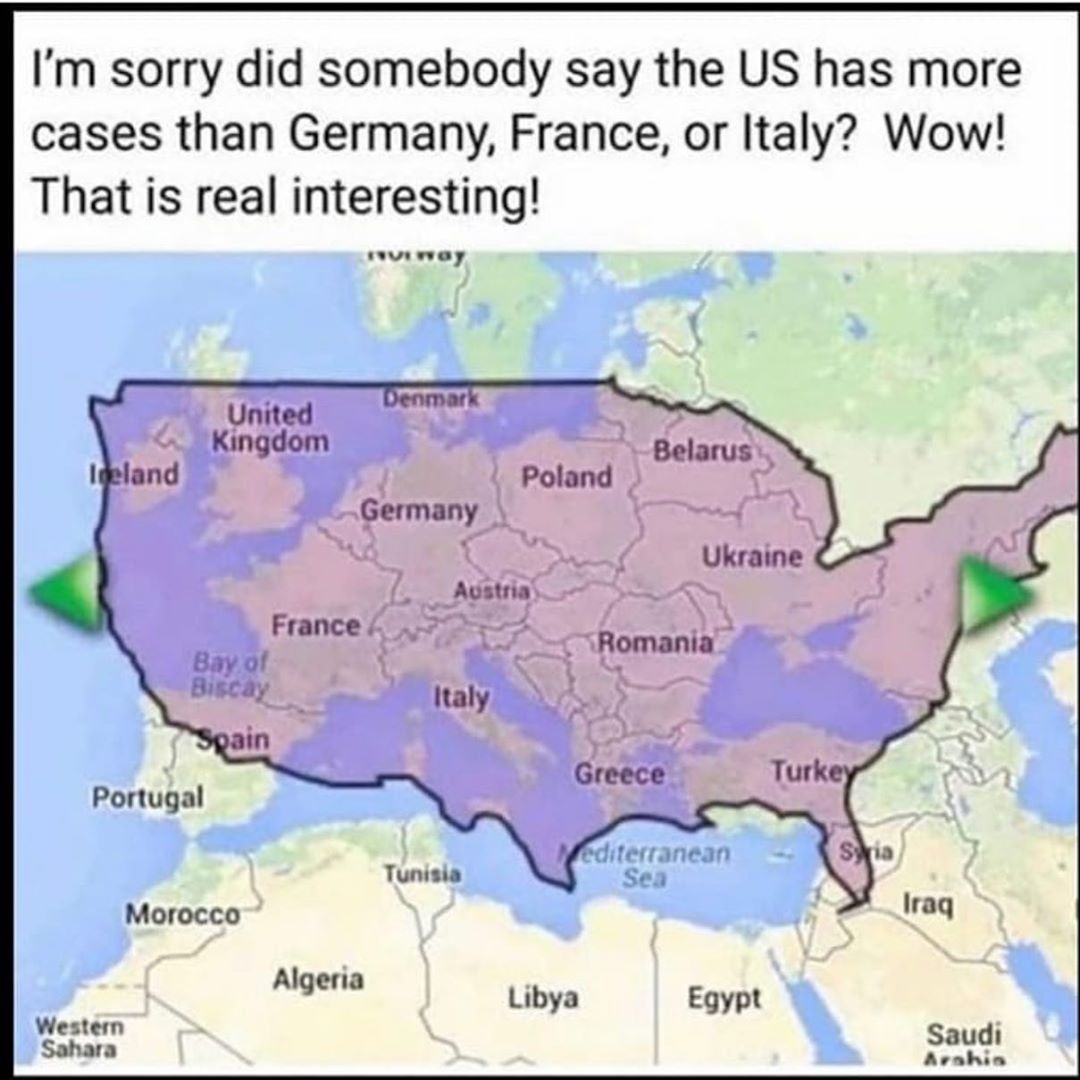 I'm sorry did somebody say the US has more
cases than Germany, France, or Italy? Wow!
That is real interesting!
Norway
Denmark
United
Kingdom
Ireland
Belarus
Poland
Germany
Ukraine
Austria
France
Romania
Bay of
Biscay
Italy
Spain
Greece
Turkey
Portugal
Mediterranean
Sea
Syria
Tunisia
Iraq
Morocco
Algeria
Libya
Egypt
Western
Sahara
Saudi
Arabia